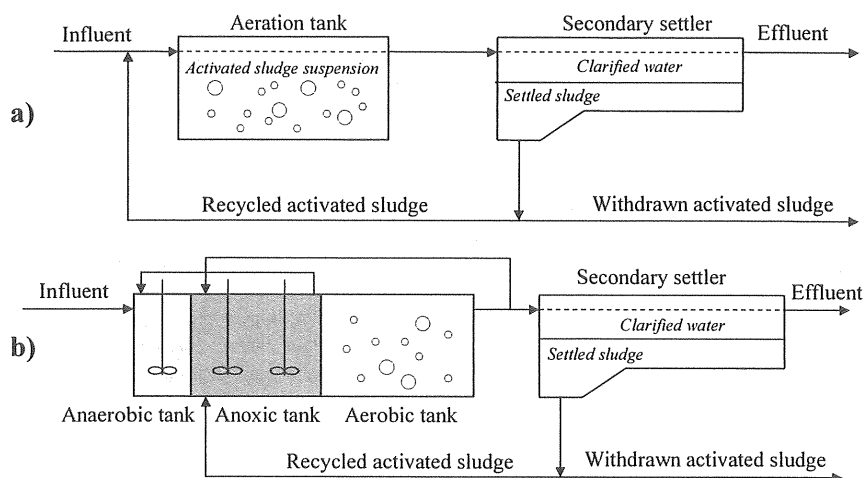 Aeration tank
Secondary settler
Influent
Effluent
Activated sludge suspension
Clarified water
Settled sludge
a)
Recycled activated sludge
Withdrawn activated sludge
Secondary settler
Influent
Effluent
Clarified water
b)
Settled sludge
Anaerobic tank
Anoxic tank
Aerobic tank
Recycled activated sludge
Withdrawn activated sludge